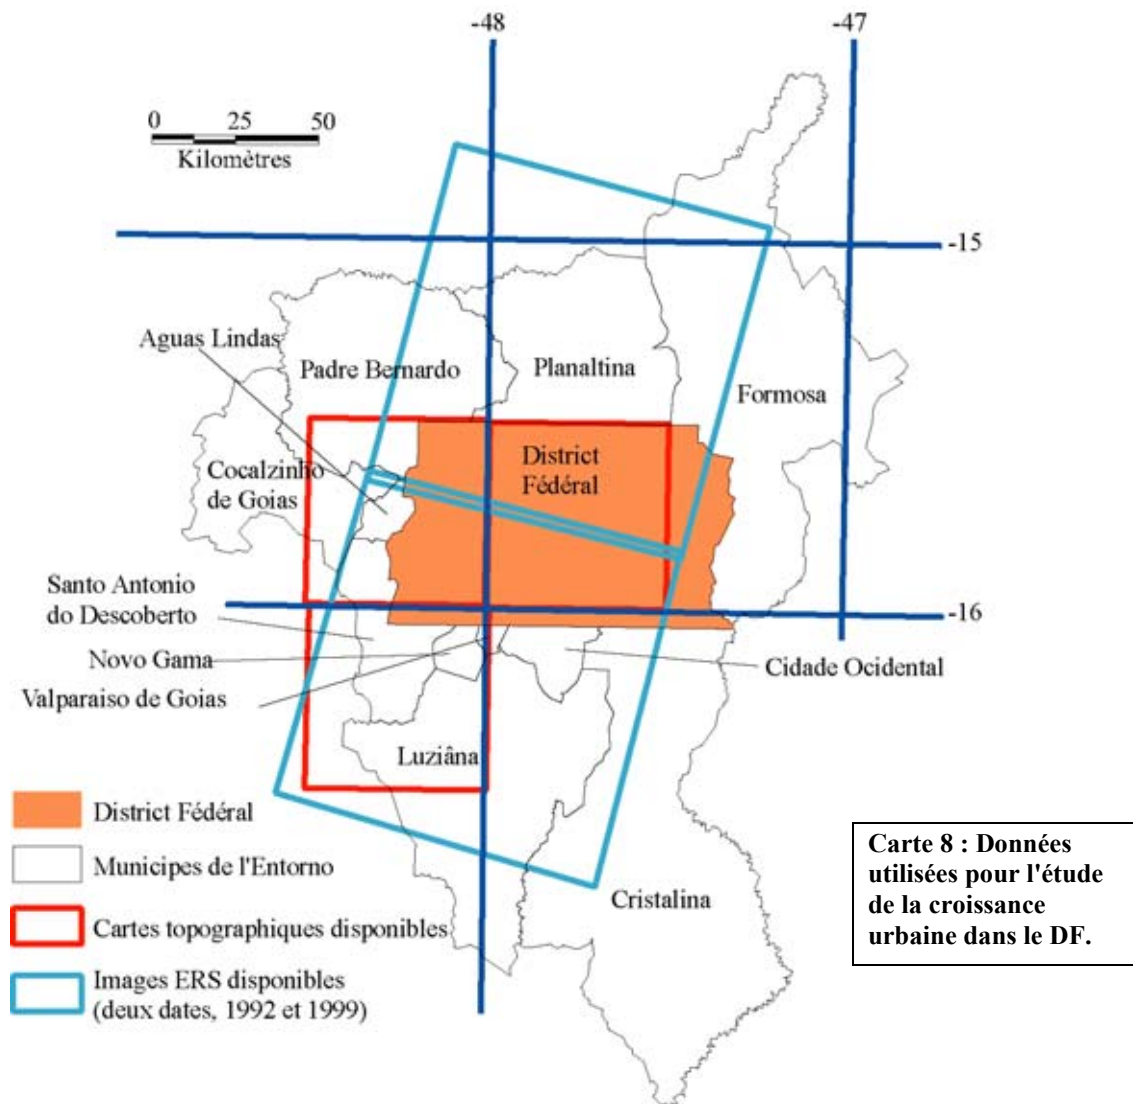 -48
-47
0 25 50
Kilomètres
-15
Aguas Lindas
Padre Bernardo
Planaltina
Formosa
District
Fédéral
Cocalzinho
de Goias
Santo Antonio
do Descoberto
-16
Novo Gama
Cidade Ocidental
Valparaiso de Goias
Luziâna
District Fédéral
Municipes de l'Entorno
Cristalina
Cartes topographiques disponibles
Images ERS disponibles
(deux dates, 1992 et 1999)
Carte 8 : Données
utilisées pour l'étude
de la croissance
urbaine dans le DF.